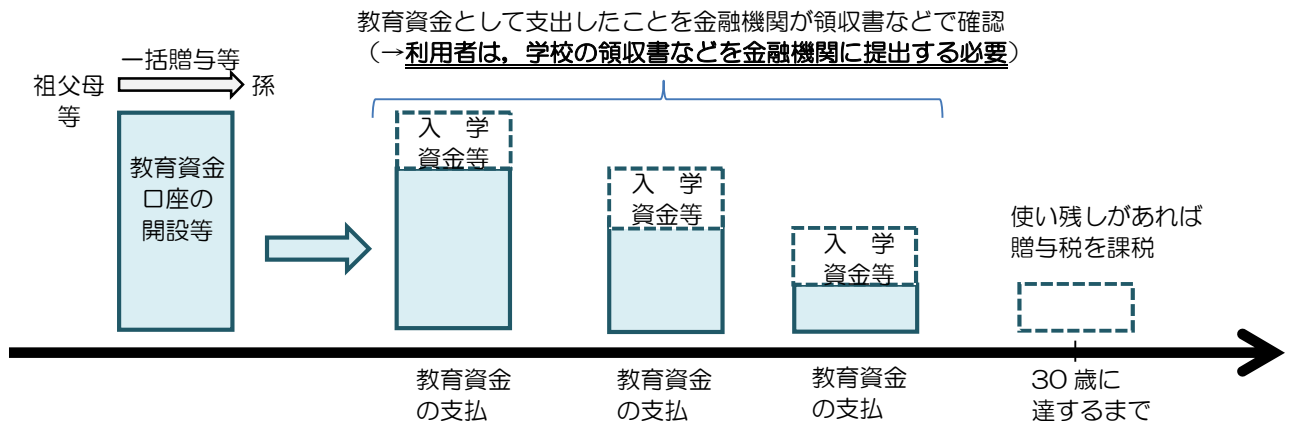 教育資金として支出したことを金融機関が領収書などで確認
（→利用者は，学校の領収書などを金融機関に提出する必要）
一括贈与等
祖父母
等
孫
教育資金
口座の
開設等
入　学
資金等
入　学
資金等
入　学
資金等
使い残しがあれば
贈与税を課税
教育資金
の支払
教育資金
の支払
教育資金
の支払
30 歳に
達するまで